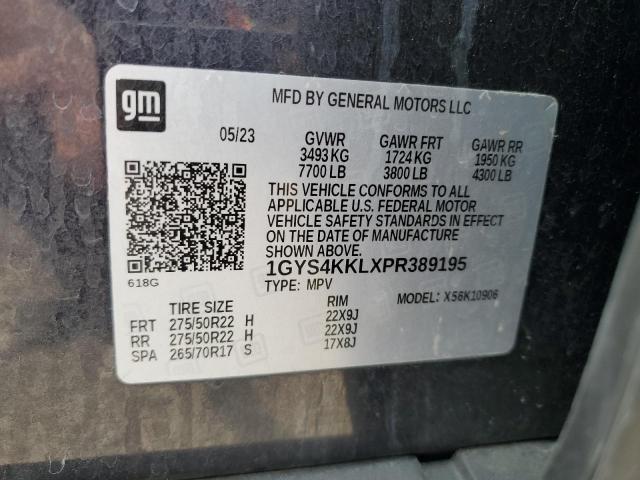 gm
MFD BY GENERAL MOTORS LLC
05/23 GVWR GAWR FRT GAWR RR
3493 KG 1724 KG 1950 KG
7700 LB 3800 LB 4300 LB
THIS VEHICLE CONFORMS TO ALL
APPLICABLE U.S. FEDERAL MOTOR
VEHICLE SAFETY STANDARDS IN EFFECT
ON THE DATE OF MANUFACTURE
SHOWN ABOVE.
1GYS4KKLXPR389195
618G TYPE: MPV MODEL: X56K10906
TIRE SIZE RIM
FRT 275/50R22 H 22X9J
RR 275/50R22 H 22X9J
SPA 265/70R17 S 17X8J